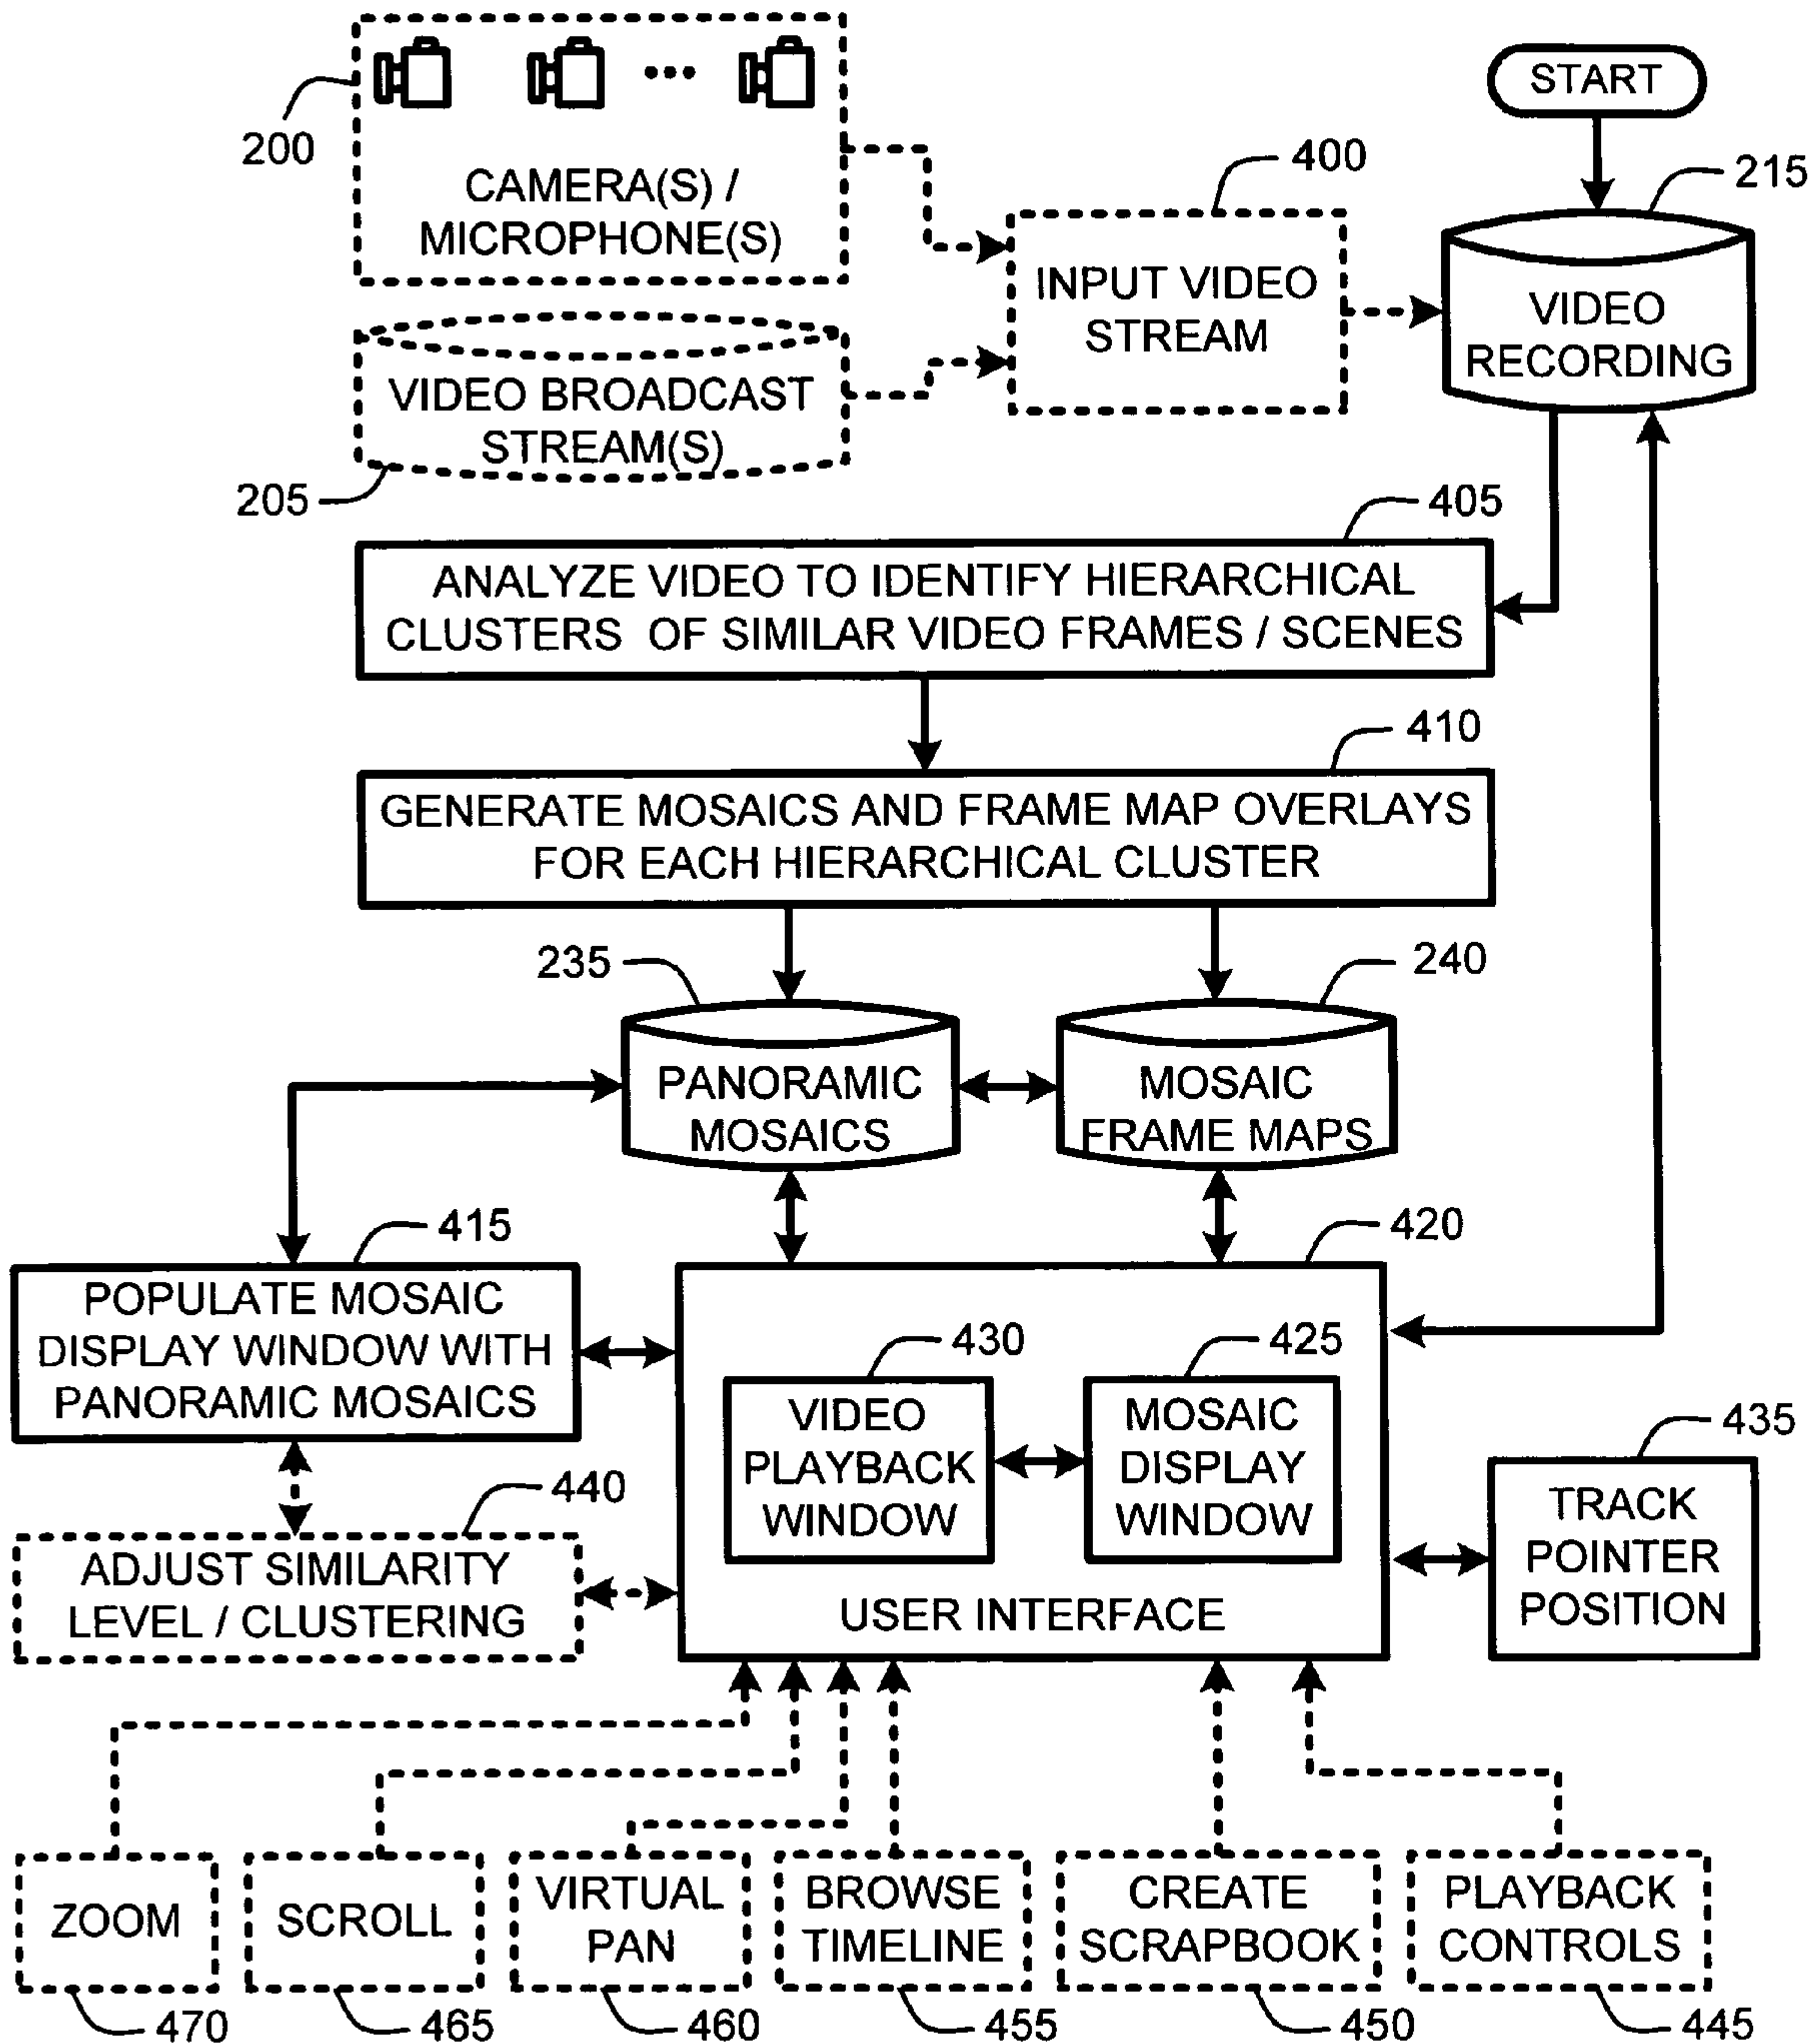 START
200
CAMERA(S) /
MICROPHONE(S)
400
215
INPUT VIDEO
STREAM
VIDEO
RECORDING
VIDEO BROADCAST
STREAM(S)
205
405
ANALYZE VIDEO TO IDENTIFY HIERARCHICAL
CLUSTERS OF SIMILAR VIDEO FRAMES / SCENES
410
GENERATE MOSAICS AND FRAME MAP OVERLAYS
FOR EACH HIERARCHICAL CLUSTER
235
240
PANORAMIC
MOSAICS
MOSAIC
FRAME MAPS
415
420
POPULATE MOSAIC
DISPLAY WINDOW WITH
PANORAMIC MOSAICS
430
425
VIDEO
PLAYBACK
WINDOW
MOSAIC
DISPLAY
WINDOW
435
TRACK
POINTER
POSITION
440
ADJUST SIMILARITY
LEVEL / CLUSTERING
USER INTERFACE
ZOOM
SCROLL
VIRTUAL
PAN
BROWSE
TIMELINE
CREATE
SCRAPBOOK
PLAYBACK
CONTROLS
470
465
460
455
450
445